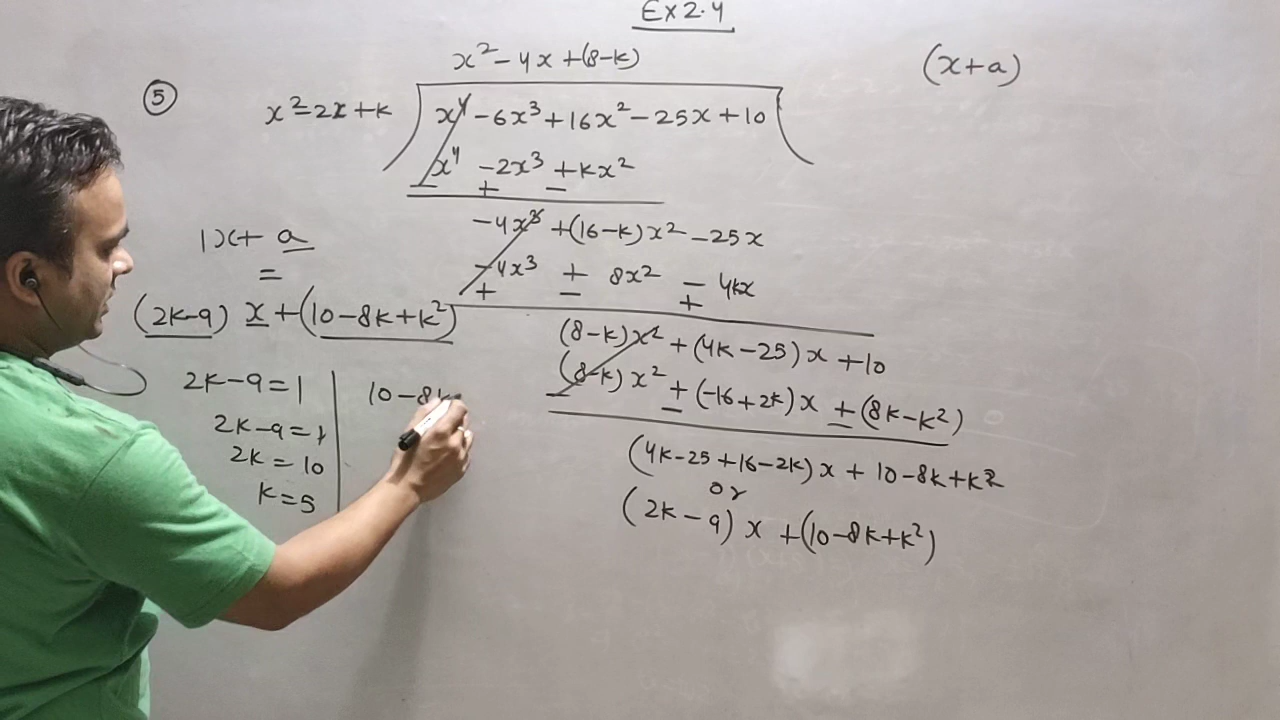 Ex 2.4
x² - 4x + (8-k)
(x+a)
⑤
x² - 2x + k ) x⁴ - 6x³ + 16x² - 25x + 10
x⁴ - 2x³ + kx²
- + -
-4x³ + (16-k)x² - 25x
-4x³ + 8x² - 4kx
+ - +
(8-k)x² + (4k-25)x + 10
(8-k)x² + (-16+2k)x + (8k-k²)
- - -
(4k-25+16-2k)x + 10-8k+k²
or
(2k-9)x + (10-8k+k²)
1x + a
=
(2k-9) x + (10-8k+k²)
2k-9=1
2k-9=1
2k=10
k=5
10-8k